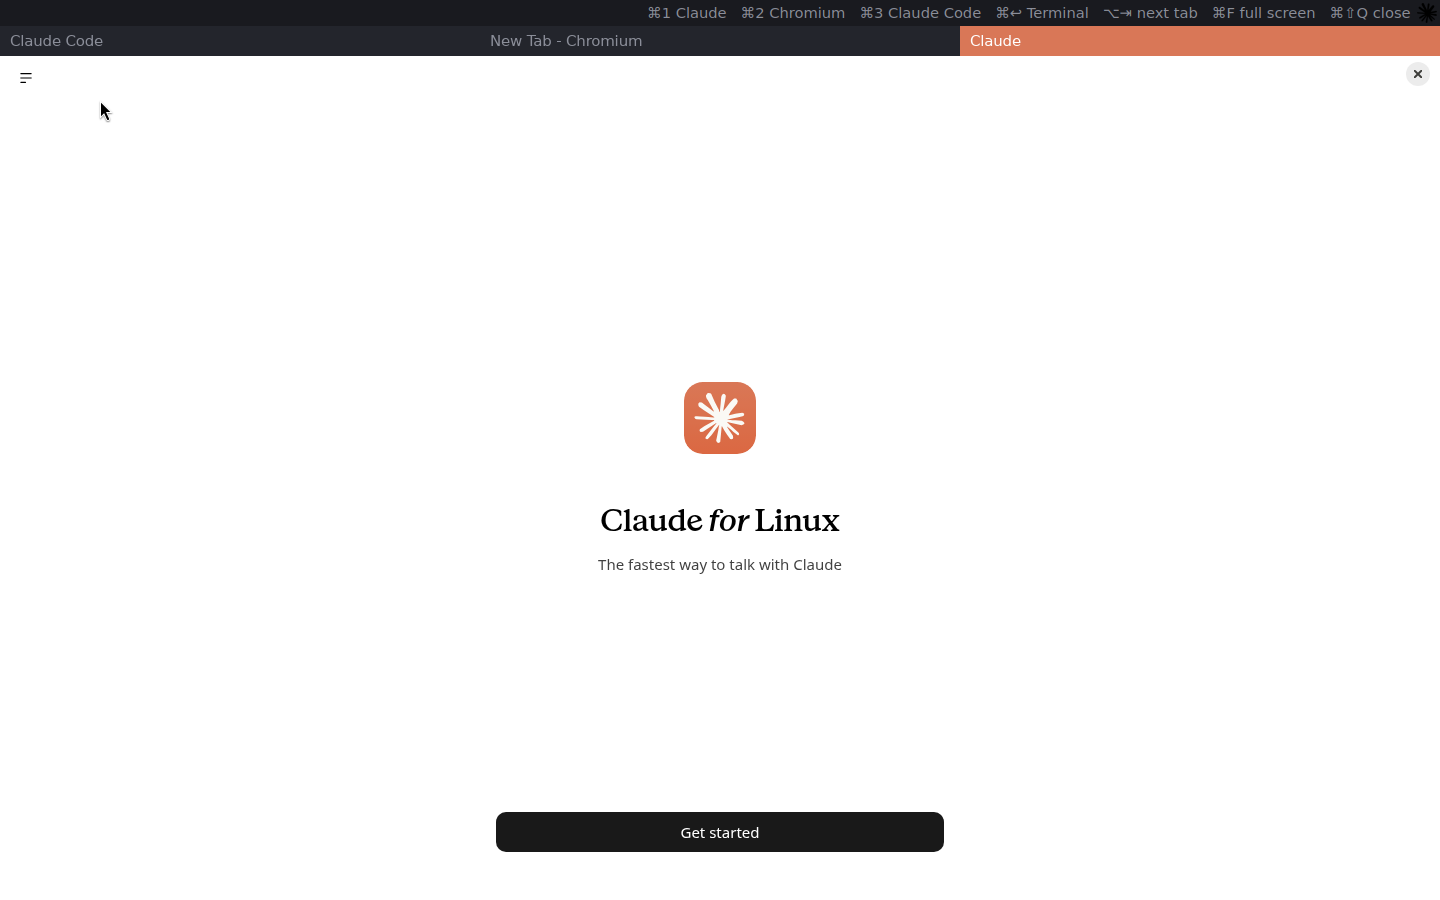 ⌘1 Claude ⌘2 Chromium ⌘3 Claude Code ⌘↩ Terminal ⌥⇥ next tab ⌘F full screen ⌘⇧Q close
Claude Code New Tab - Chromium Claude
Claude for Linux
The fastest way to talk with Claude
Get started